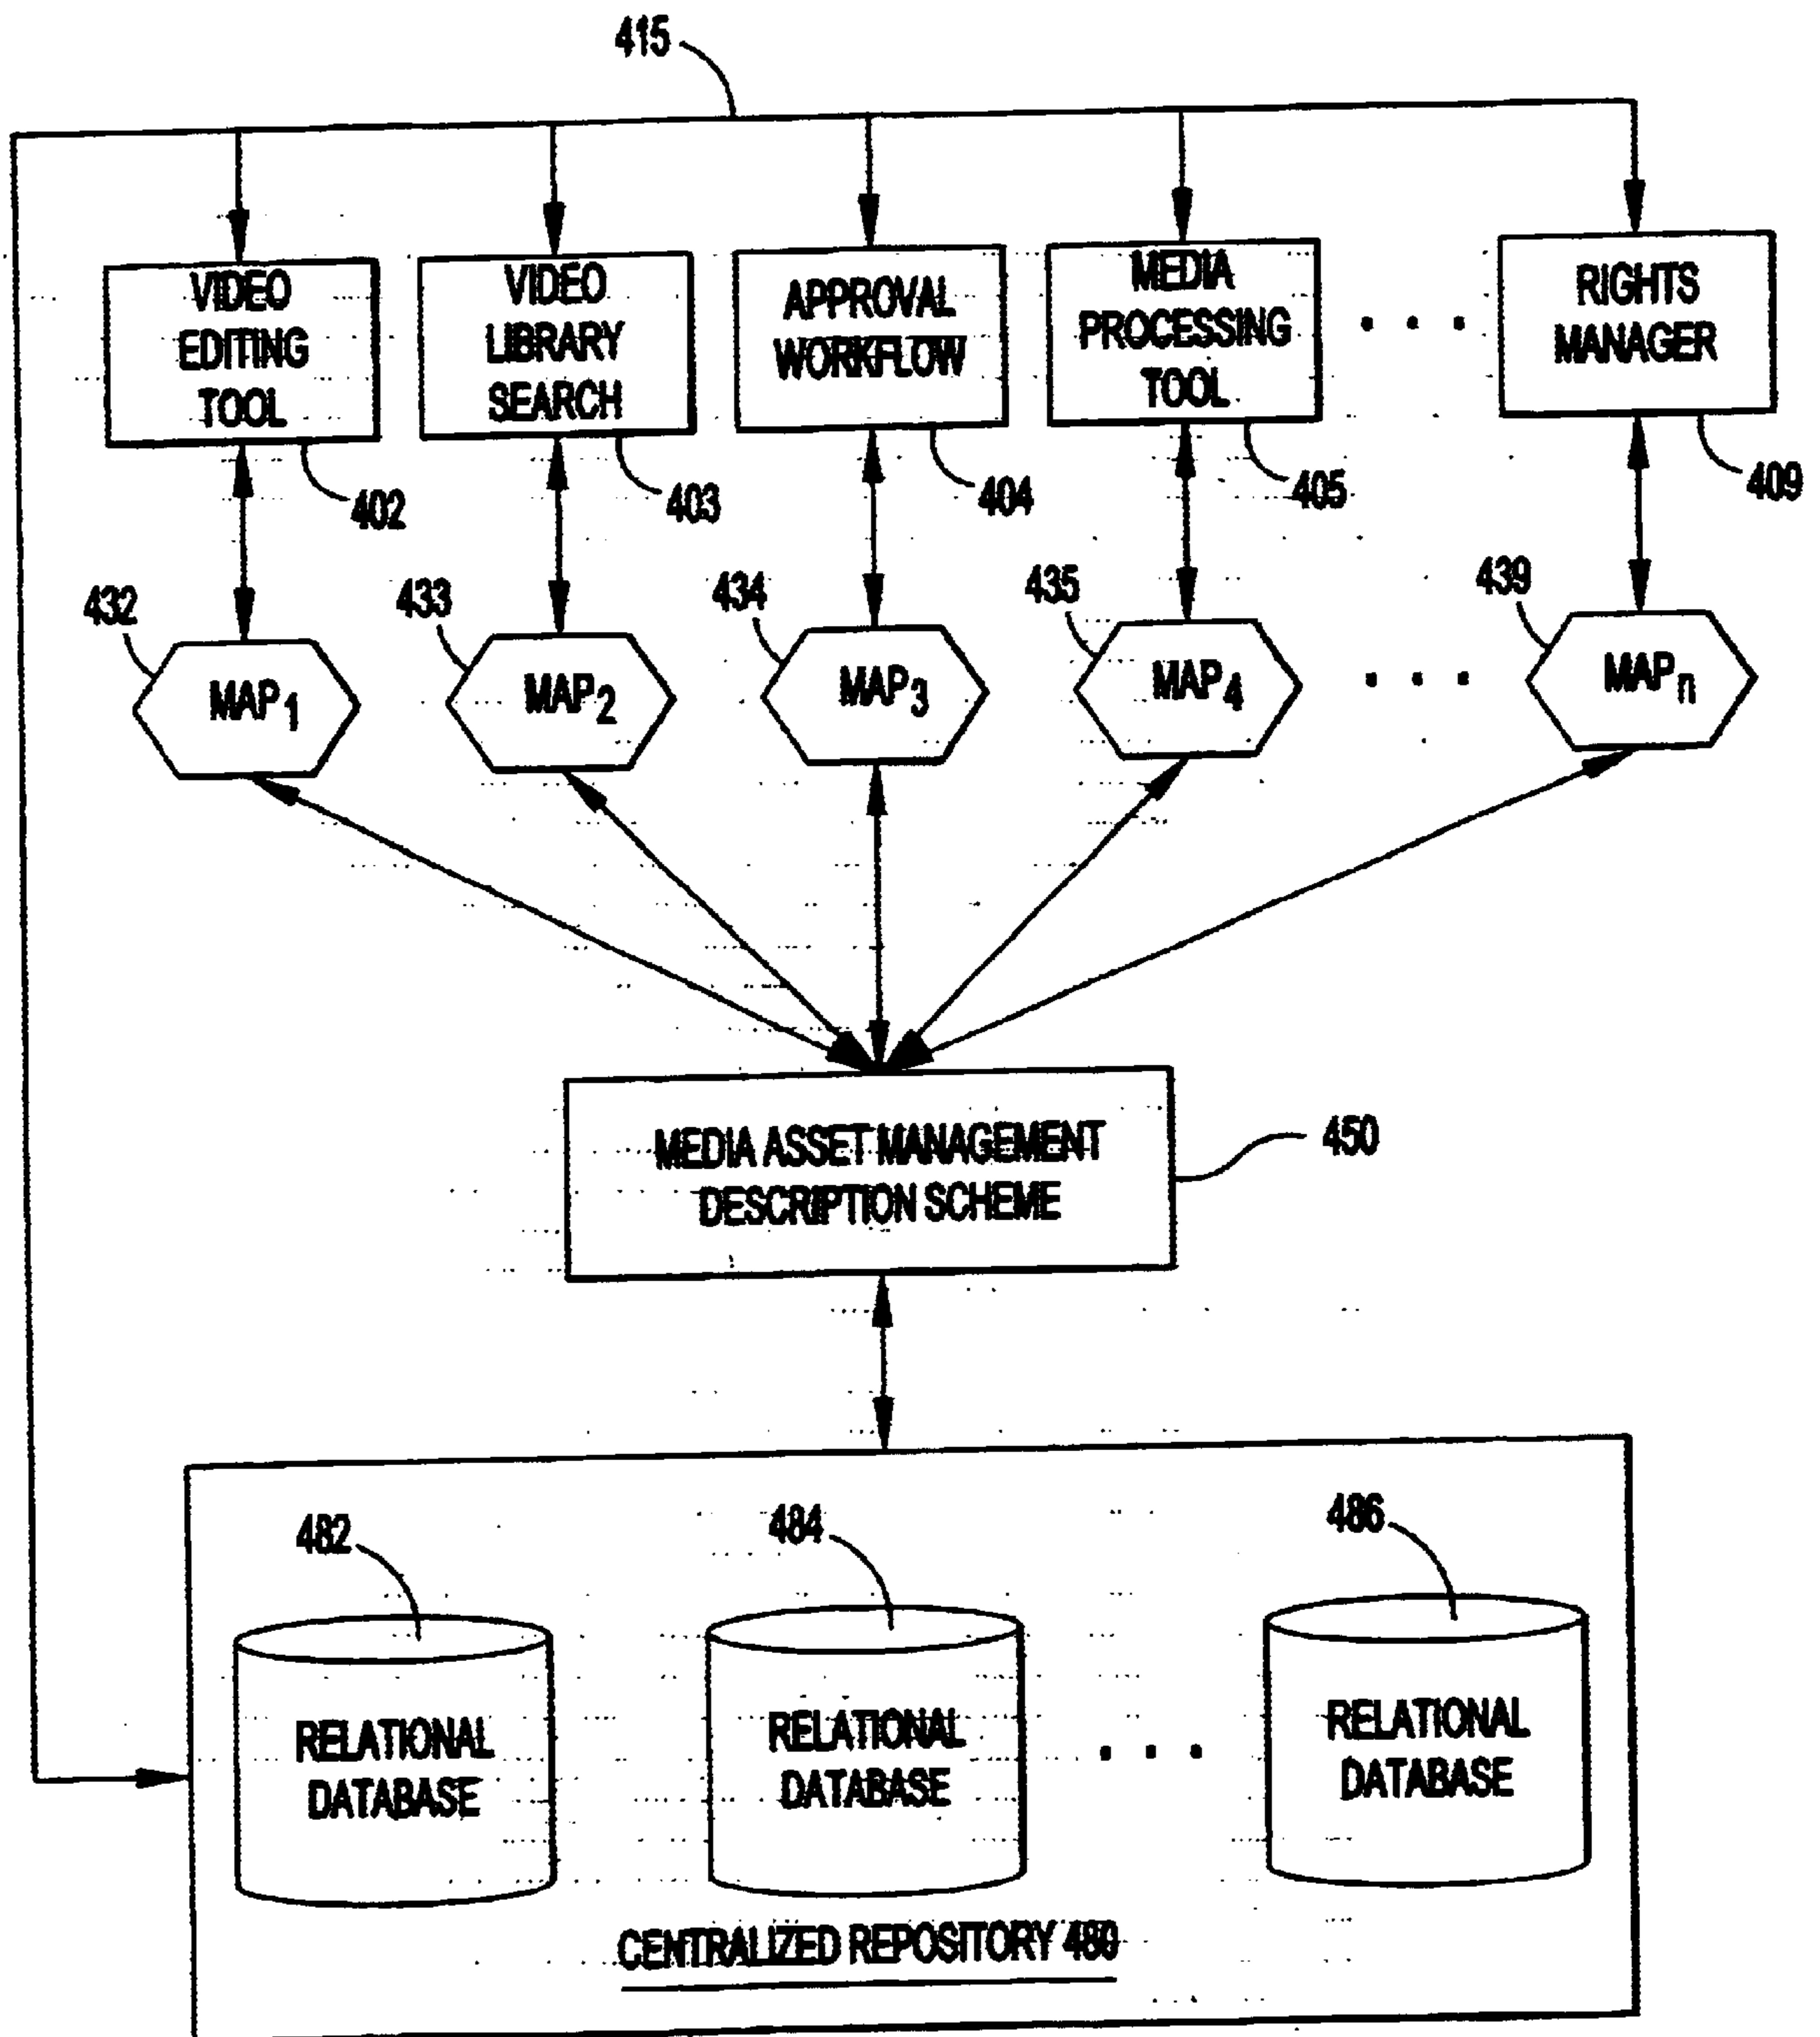 415
VIDEO
EDITING
TOOL
VIDEO
LIBRARY
SEARCH
APPROVAL
WORKFLOW
MEDIA
PROCESSING
TOOL
. . .
RIGHTS
MANAGER
402
403
404
405
409
432
433
434
435
439
MAP1
MAP2
MAP3
MAP4
. . .
MAPn
MEDIA ASSET MANAGEMENT
DESCRIPTION SCHEME
450
482
484
486
RELATIONAL
DATABASE
RELATIONAL
DATABASE
. . .
RELATIONAL
DATABASE
CENTRALIZED REPOSITORY 480